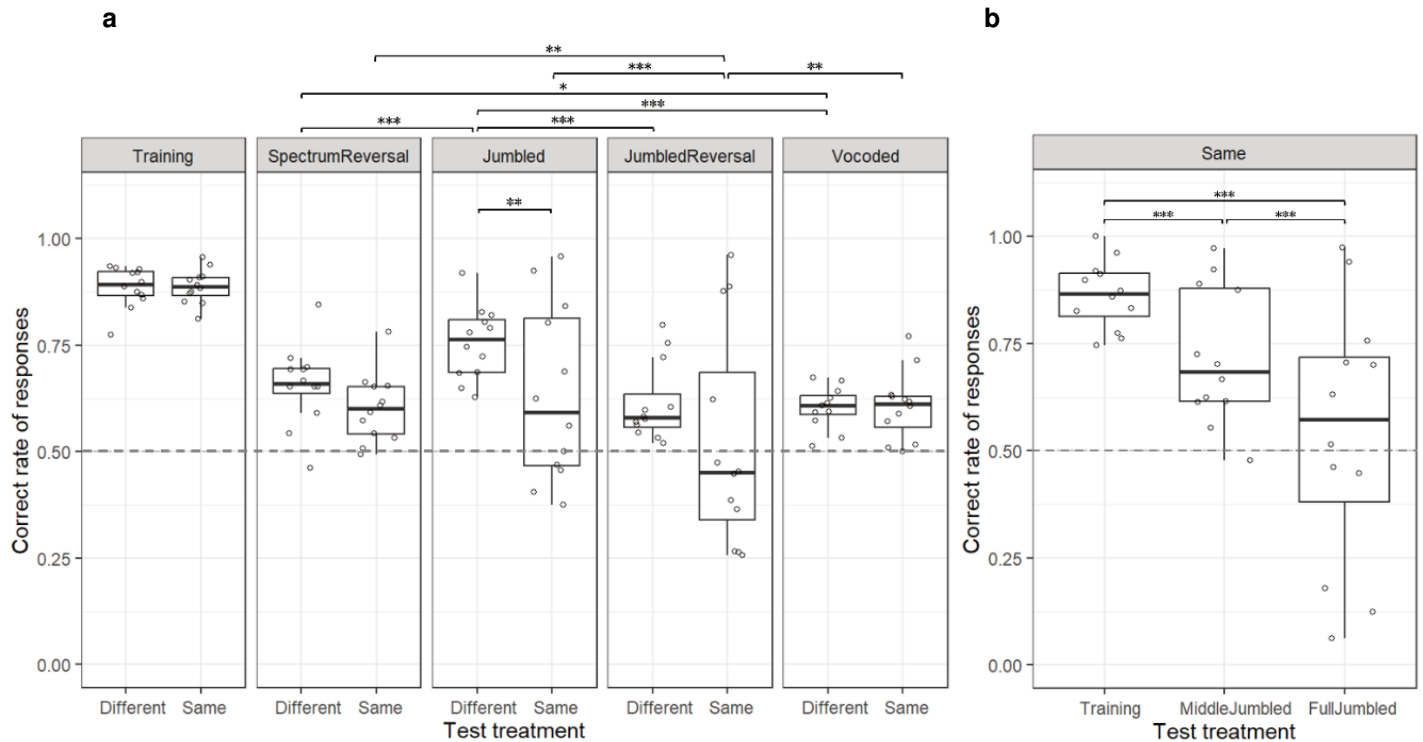 a
b
**
*** **
*
***
*** ***
Training SpectrumReversal Jumbled JumbledReversal Vocoded
Same
**
***
*** ***
Correct rate of responses
1.00
0.75
0.50
0.25
0.00
Different Same Different Same Different Same Different Same Different Same
Test treatment
Correct rate of responses
1.00
0.75
0.50
0.25
0.00
Training MiddleJumbled FullJumbled
Test treatment